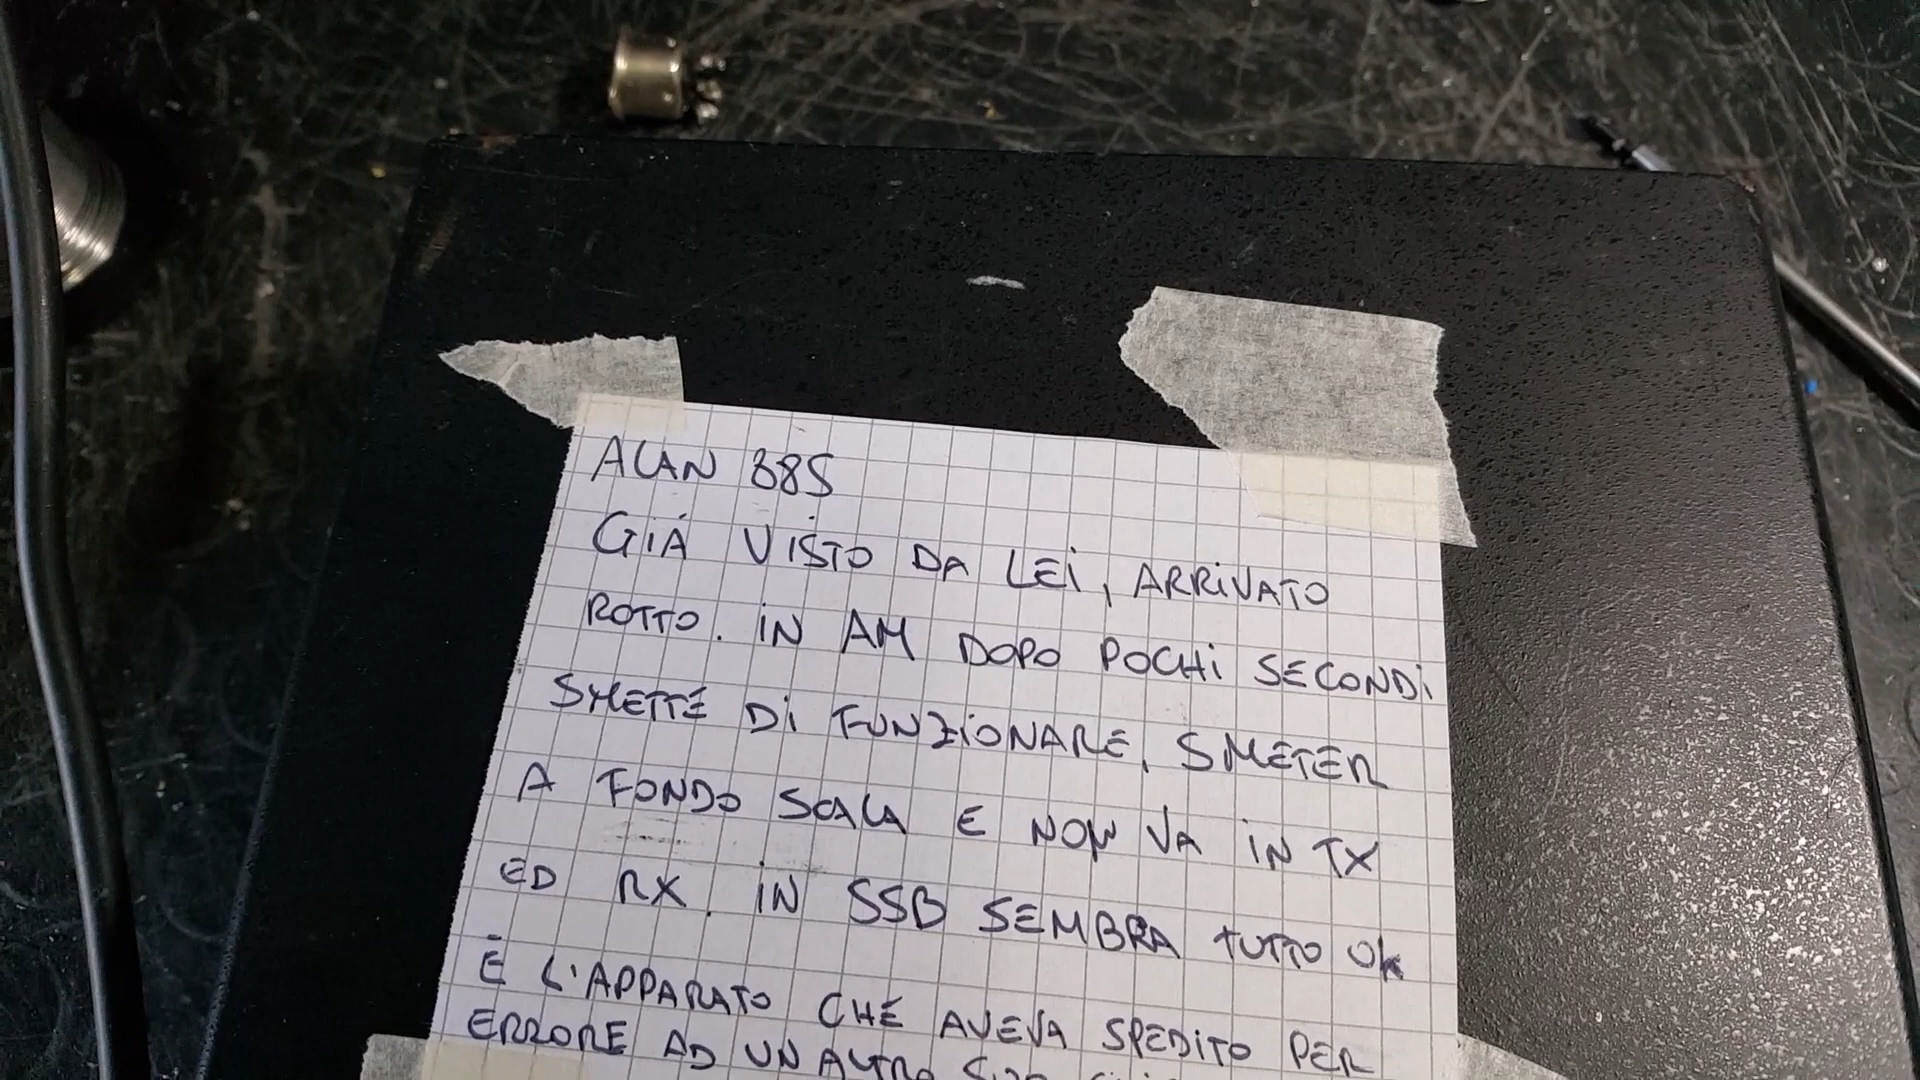 ALAN 88S
GIÁ VISTO DA LEI, ARRIVATO
ROTTO. IN AM DOPO POCHI SECONDI
SMETTE DI FUNZIONARE, SMETER
A FONDO SCALA E NON VA IN TX
ED RX. IN SSB SEMBRA TUTTO OK
È L'APPARATO CHE AVEVA SPEDITO PER
ERRORE AD UN ALTRO SUO